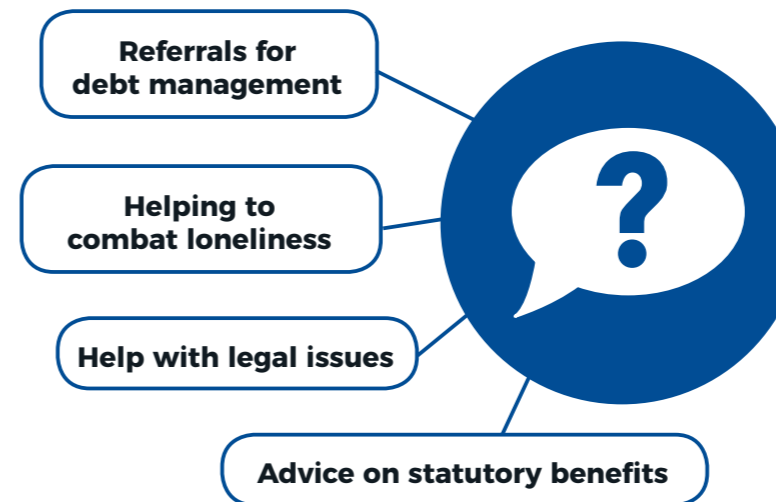 Referrals for
debt management
Helping to
combat loneliness
Help with legal issues
Advice on statutory benefits
?